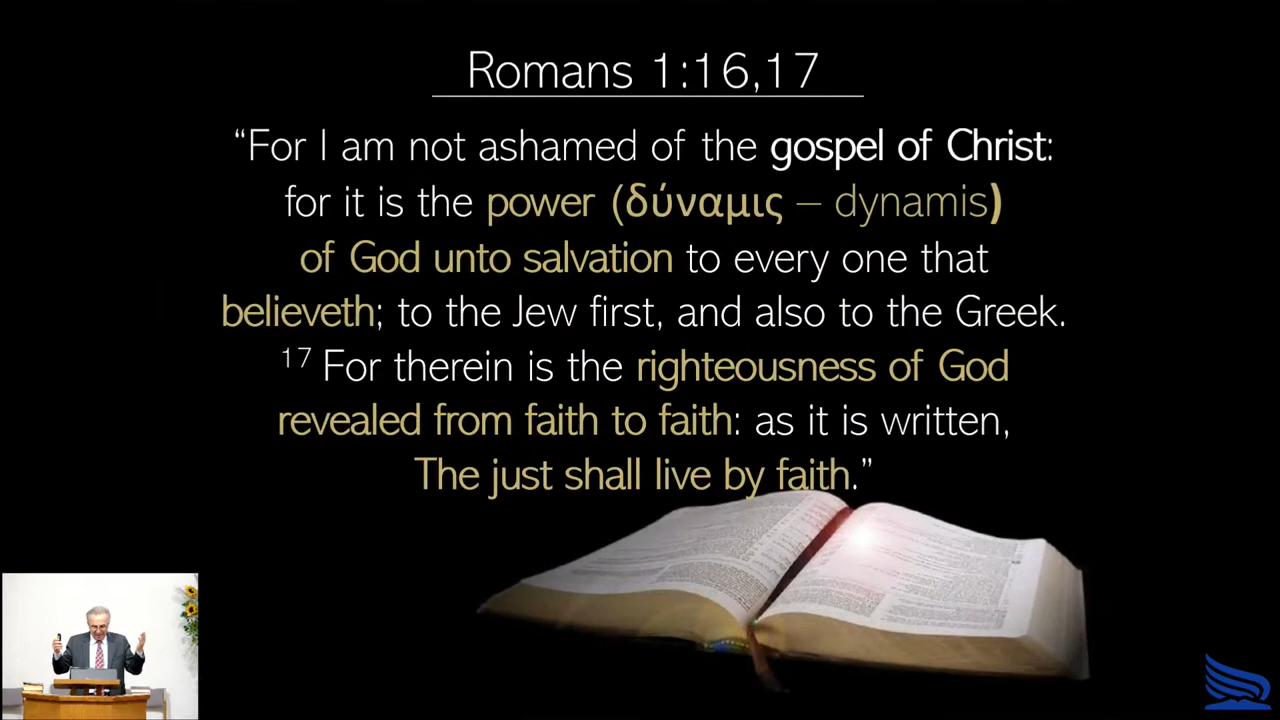 Romans 1:16,17
“For I am not ashamed of the gospel of Christ:
for it is the power (δύναμις – dynamis)
of God unto salvation to every one that
believeth; to the Jew first, and also to the Greek.
17 For therein is the righteousness of God
revealed from faith to faith: as it is written,
The just shall live by faith.”